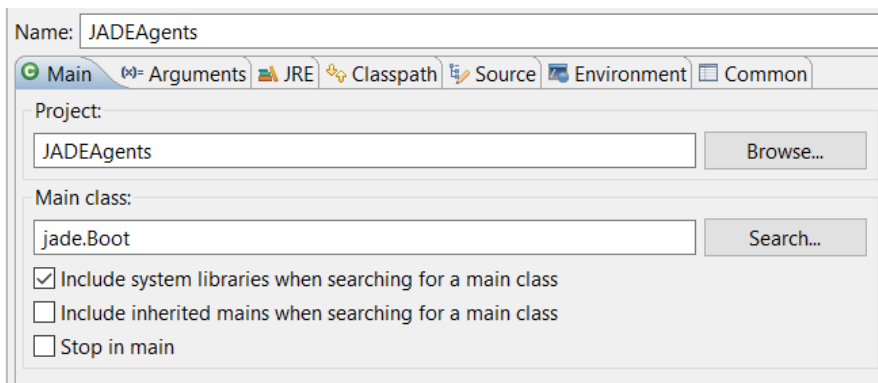 Name: JADEAgents
Main (x)= Arguments JRE Classpath Source Environment Common
Project:
JADEAgents Browse...
Main class:
jade.Boot Search...
Include system libraries when searching for a main class
Include inherited mains when searching for a main class
Stop in main